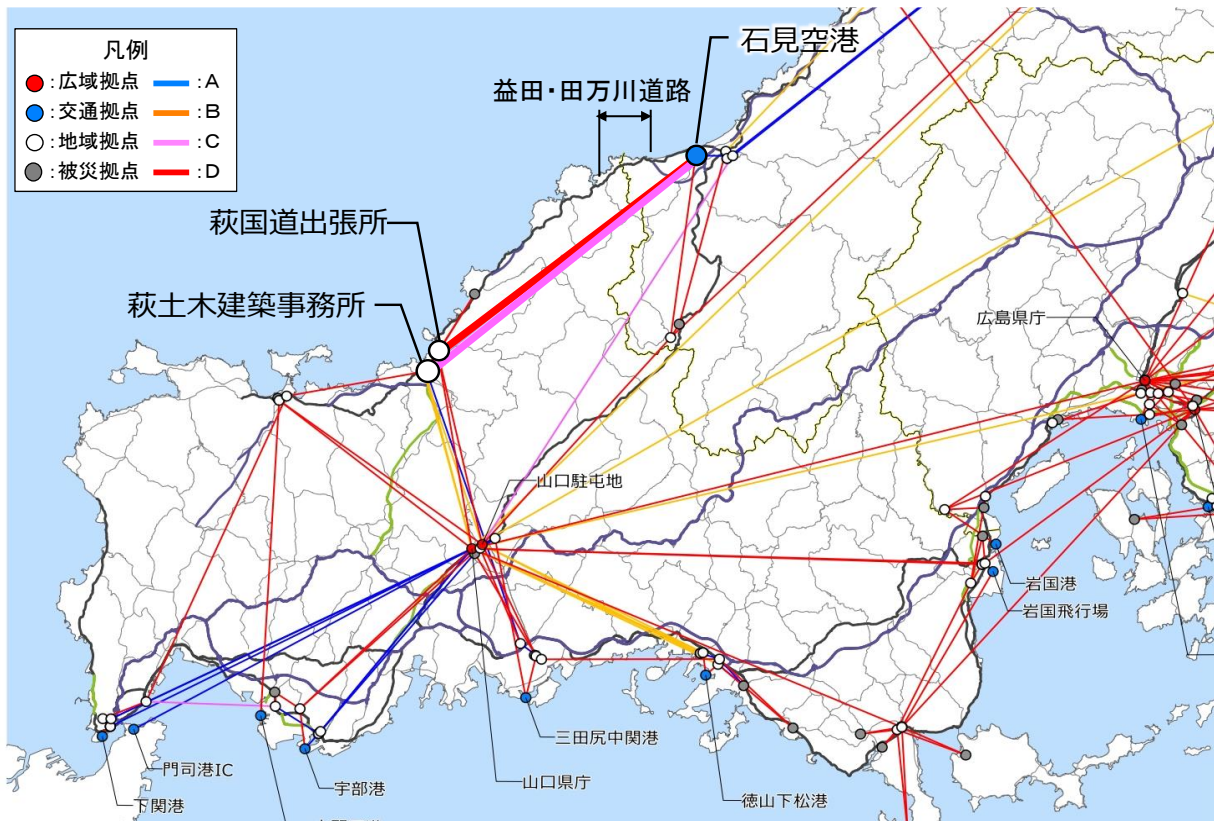 凡例
：広域拠点 ：A
：交通拠点 ：B
：地域拠点 ：C
：被災拠点 ：D
石見空港
益田・田万川道路
萩国道出張所
萩土木建築事務所
広島県庁
山口駐屯地
岩国港
岩国飛行場
三田尻中関港
門司港IC
宇部港
山口県庁
徳山下松港
下関港